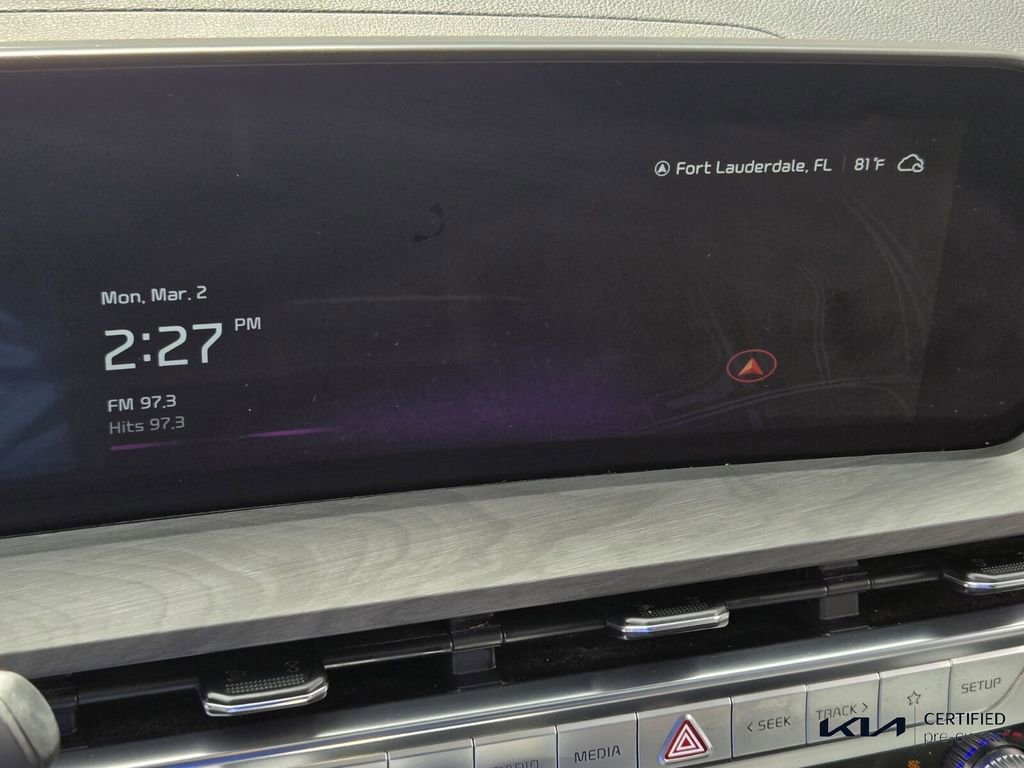 Fort Lauderdale, FL 81°F
Mon, Mar. 2
2:27 PM
FM 97.3
Hits 97.3
MEDIA
< SEEK
TRACK >
SETUP
KIA CERTIFIED
pre-owned